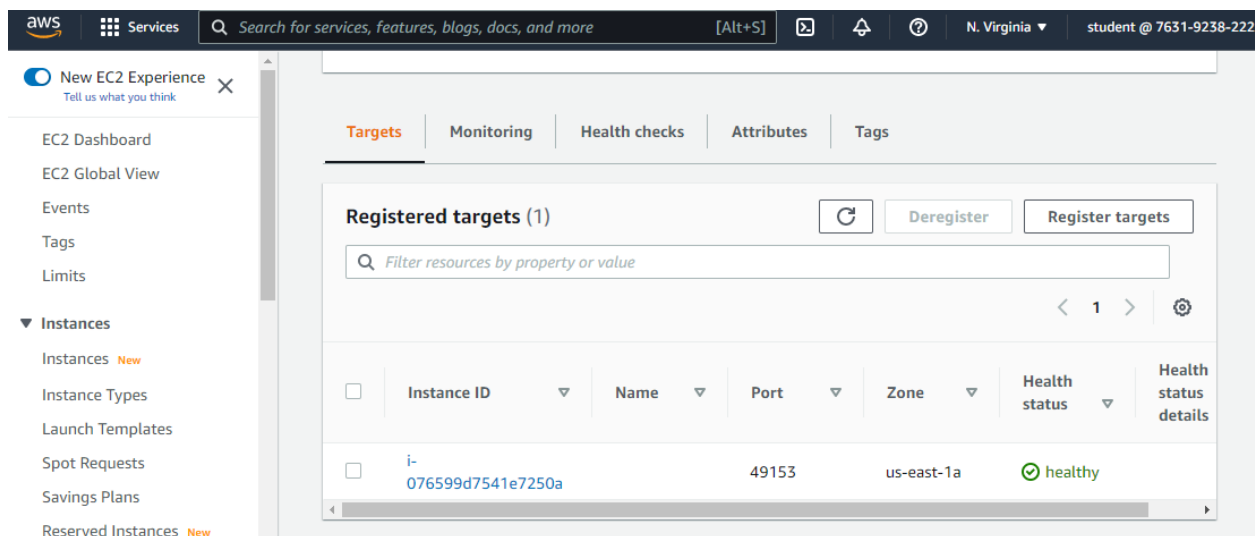 aws Services Search for services, features, blogs, docs, and more [Alt+S] N. Virginia ▼ student @ 7631-9238-222
New EC2 Experience
Tell us what you think
EC2 Dashboard
EC2 Global View
Events
Tags
Limits
Instances
Instances New
Instance Types
Launch Templates
Spot Requests
Savings Plans
Reserved Instances New
Targets Monitoring Health checks Attributes Tags
Registered targets (1) Deregister Register targets
Filter resources by property or value
1
Instance ID Name Port Zone Health status Health status details
i-
076599d7541e7250a 49153 us-east-1a healthy